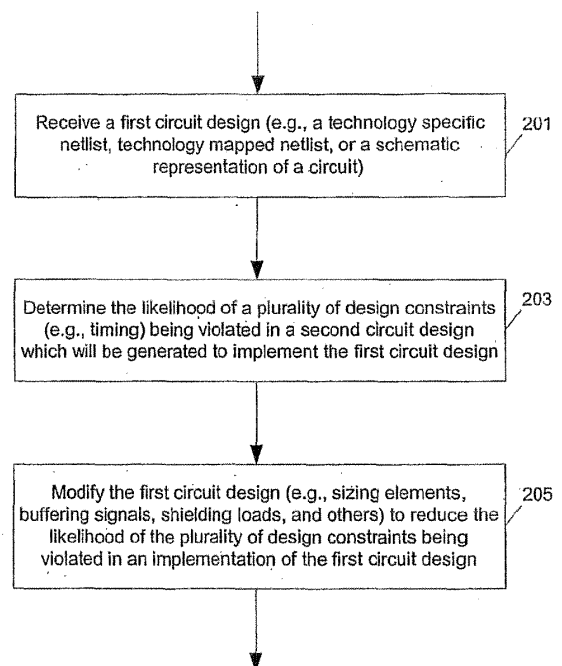 Receive a first circuit design (e.g., a technology specific
netlist, technology mapped netlist, or a schematic
representation of a circuit)
201
Determine the likelihood of a plurality of design constraints
(e.g., timing) being violated in a second circuit design
which will be generated to implement the first circuit design
203
Modify the first circuit design (e.g., sizing elements,
buffering signals, shielding loads, and others) to reduce the
likelihood of the plurality of design constraints being
violated in an implementation of the first circuit design
205